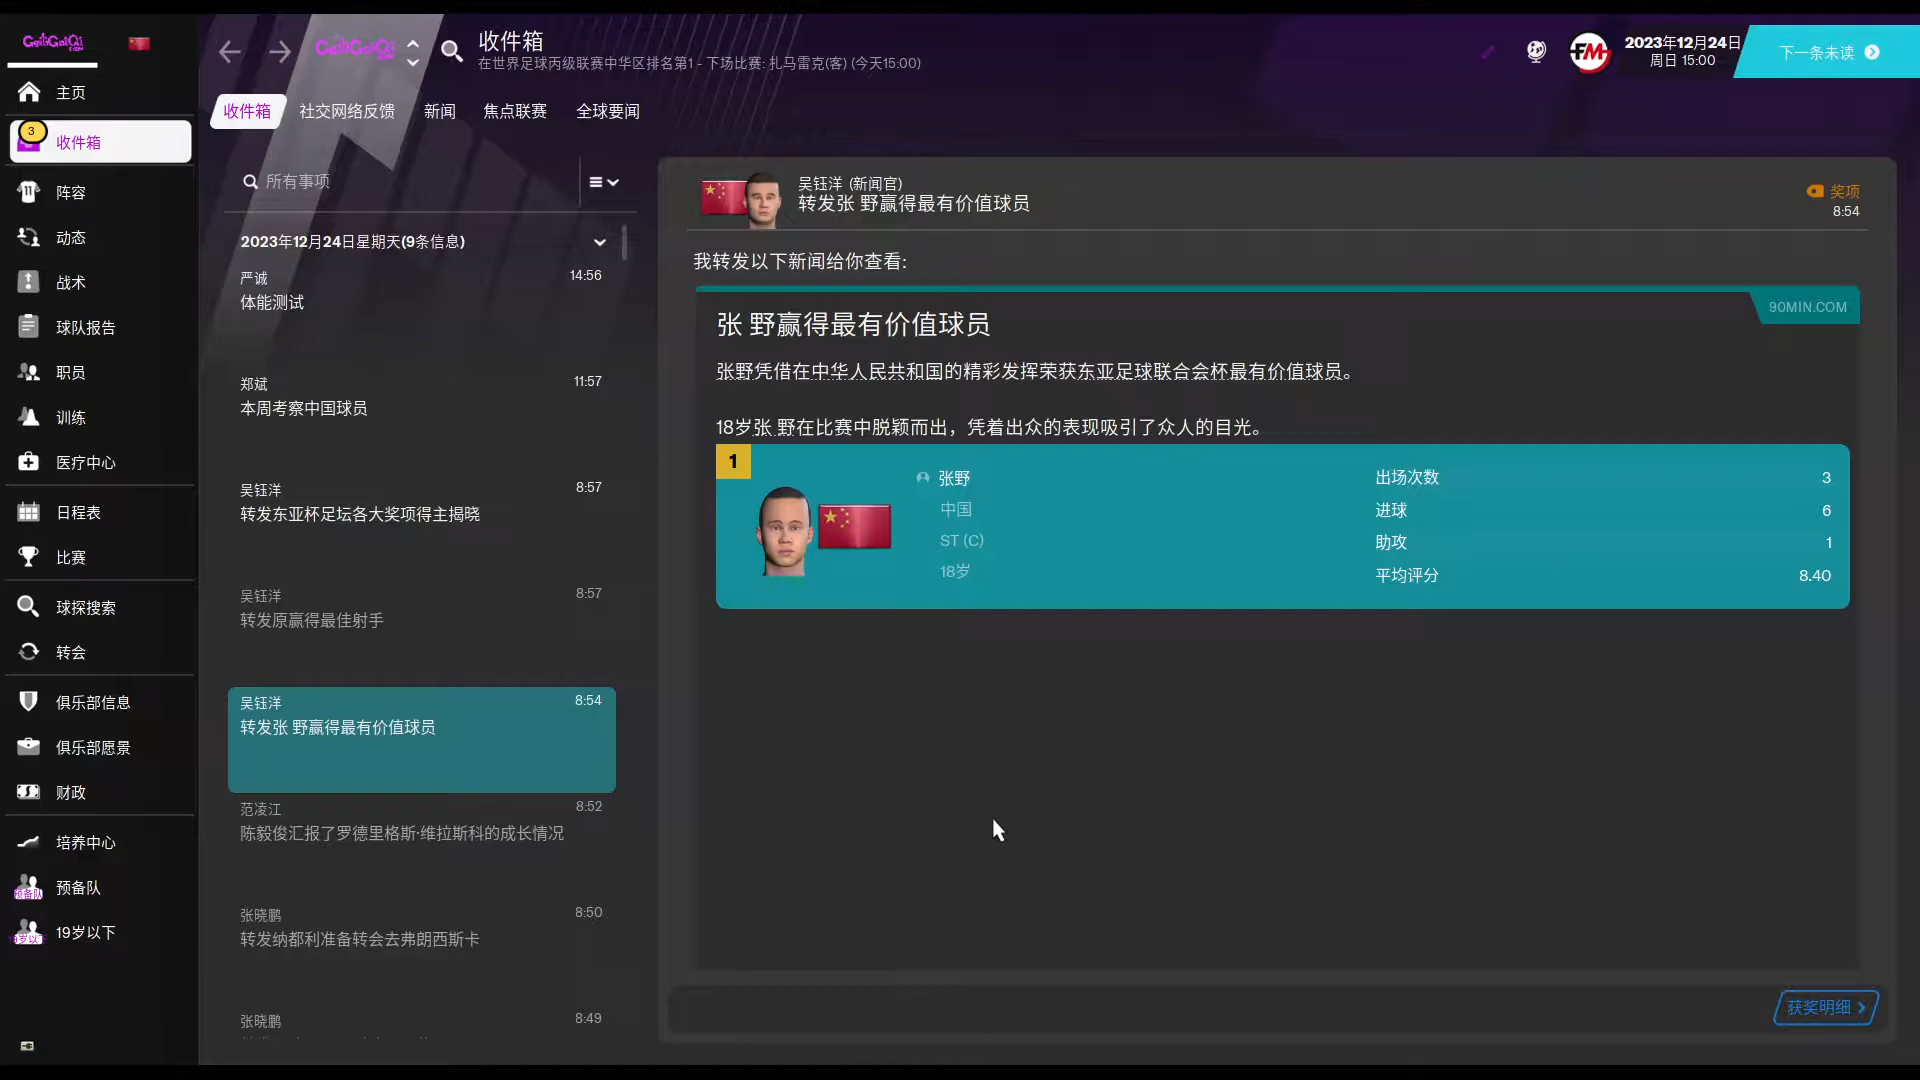 GailiGaiQi
主页
3
收件箱
阵容
动态
战术
球队报告
职员
训练
医疗中心
日程表
比赛
球探搜索
转会
俱乐部信息
俱乐部愿景
财政
培养中心
预备队
预备队
19岁以下
收件箱
在世界足球丙级联赛中华区排名第1 - 下场比赛: 扎马雷克(客) (今天15:00)
FM
2023年12月24日
周日 15:00
下一条未读
收件箱 社交网络反馈 新闻 焦点联赛 全球要闻
所有事项
2023年12月24日星期天(9条信息)
严诚 14:56
体能测试
郑斌 11:57
本周考察中国球员
吴钰洋 8:57
转发东亚杯足坛各大奖项得主揭晓
吴钰洋 8:57
转发原赢得最佳射手
吴钰洋 8:54
转发张 野赢得最有价值球员
范凌江 8:52
陈毅俊汇报了罗德里格斯·维拉斯科的成长情况
张晓鹏 8:50
转发纳都利准备转会去弗朗西斯卡
张晓鹏 8:49
吴钰洋 (新闻官)
转发张 野赢得最有价值球员
奖项
8:54
我转发以下新闻给你查看:
90MIN.COM
张 野赢得最有价值球员
张野凭借在中华人民共和国的精彩发挥荣获东亚足球联合会杯最有价值球员。
18岁张 野在比赛中脱颖而出，凭着出众的表现吸引了众人的目光。
1
张野
中国
ST (C)
18岁
出场次数 3
进球 6
助攻 1
平均评分 8.40
获奖明细